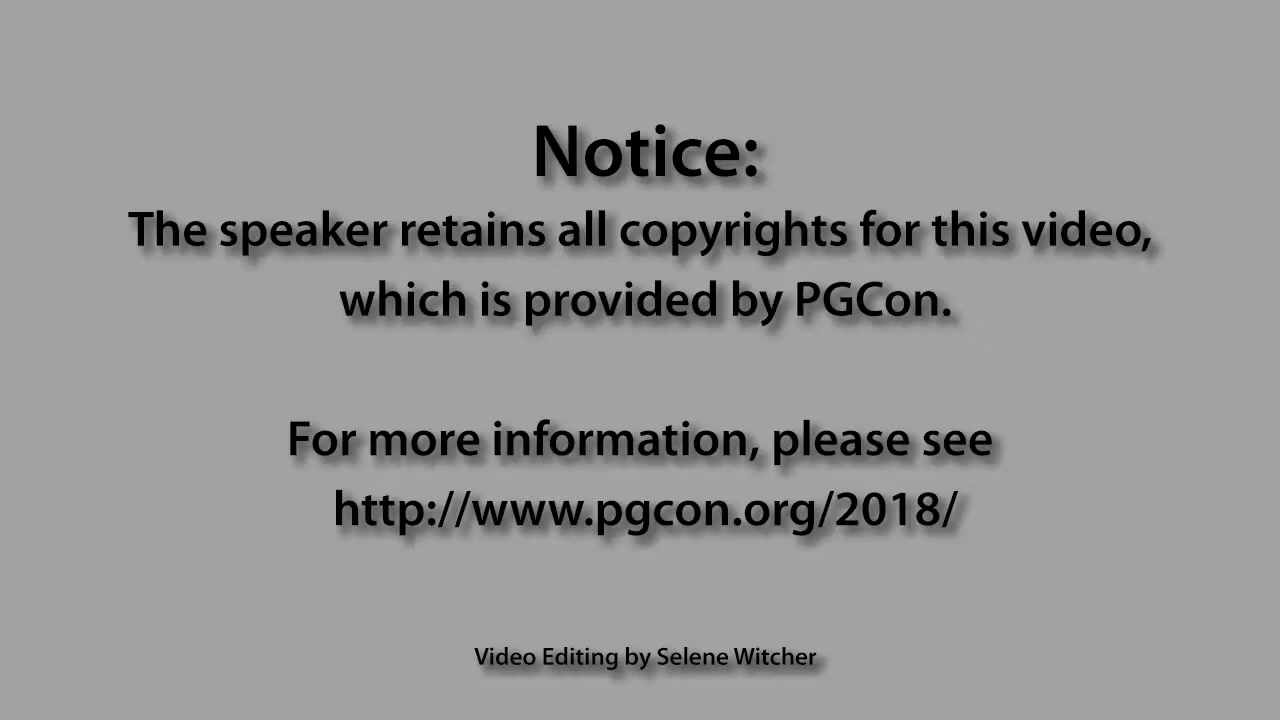 Notice:
The speaker retains all copyrights for this video,
which is provided by PGCon.
For more information, please see
http://www.pgcon.org/2018/
Video Editing by Selene Witcher